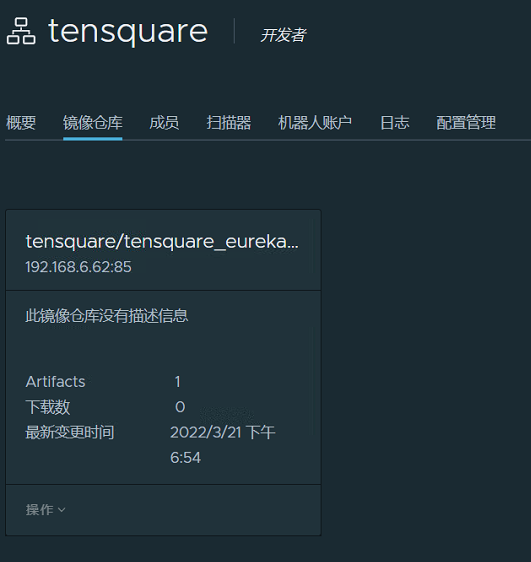 tensquare 开发者
概要 镜像仓库 成员 扫描器 机器人账户 日志 配置管理
tensquare/tensquare_eureka...
192.168.6.62:85
此镜像仓库没有描述信息
Artifacts 1
下载数 0
最新变更时间 2022/3/21 下午
6:54
操作